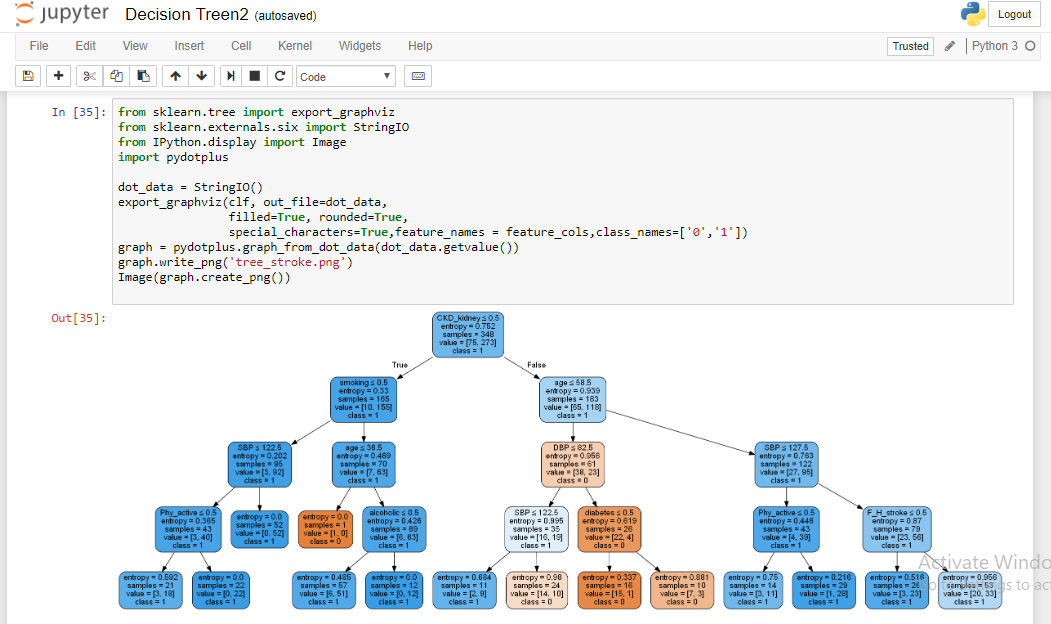 jupyter Decision Treen2 (autosaved) Logout
File Edit View Insert Cell Kernel Widgets Help Trusted Python 3
Code
In [35]:
from sklearn.tree import export_graphviz
from sklearn.externals.six import StringIO
from IPython.display import Image
import pydotplus
dot_data = StringIO()
export_graphviz(clf, out_file=dot_data,
filled=True, rounded=True,
special_characters=True,feature_names = feature_cols,class_names=['0','1'])
graph = pydotplus.graph_from_dot_data(dot_data.getvalue())
graph.write_png('tree_stroke.png')
Image(graph.create_png())
Out[35]:
CKD_kidney ≤ 0.5
entropy = 0.752
samples = 348
value = [75, 273]
class = 1
True
False
smoking ≤ 0.5
entropy = 0.33
samples = 165
value = [10, 155]
class = 1
age ≤ 58.5
entropy = 0.939
samples = 183
value = [65, 118]
class = 1
SBP ≤ 122.5
entropy = 0.202
samples = 95
value = [3, 92]
class = 1
age ≤ 38.5
entropy = 0.469
samples = 70
value = [7, 63]
class = 1
DBP ≤ 82.5
entropy = 0.956
samples = 61
value = [38, 23]
class = 0
SBP ≤ 127.5
entropy = 0.763
samples = 122
value = [27, 95]
class = 1
Phy_active ≤ 0.5
entropy = 0.365
samples = 43
value = [3, 40]
class = 1
entropy = 0.0
samples = 52
value = [0, 52]
class = 1
entropy = 0.0
samples = 1
value = [1, 0]
class = 0
alcoholic ≤ 0.5
entropy = 0.426
samples = 69
value = [6, 63]
class = 1
SBP ≤ 122.5
entropy = 0.995
samples = 35
value = [16, 19]
class = 1
diabetes ≤ 0.5
entropy = 0.619
samples = 26
value = [22, 4]
class = 0
Phy_active ≤ 0.5
entropy = 0.446
samples = 43
value = [4, 39]
class = 1
F_H_stroke ≤ 0.5
entropy = 0.87
samples = 79
value = [23, 56]
class = 1
entropy = 0.592
samples = 21
value = [3, 18]
class = 1
entropy = 0.0
samples = 22
value = [0, 22]
class = 1
entropy = 0.485
samples = 57
value = [6, 51]
class = 1
entropy = 0.0
samples = 12
value = [0, 12]
class = 1
entropy = 0.684
samples = 11
value = [2, 9]
class = 1
entropy = 0.98
samples = 24
value = [14, 10]
class = 0
entropy = 0.337
samples = 16
value = [15, 1]
class = 0
entropy = 0.881
samples = 10
value = [7, 3]
class = 0
entropy = 0.75
samples = 14
value = [3, 11]
class = 1
entropy = 0.216
samples = 29
value = [1, 28]
class = 1
entropy = 0.516
samples = 26
value = [3, 23]
class = 1
entropy = 0.956
samples = 53
value = [20, 33]
class = 1
Activate Windo
gs to act